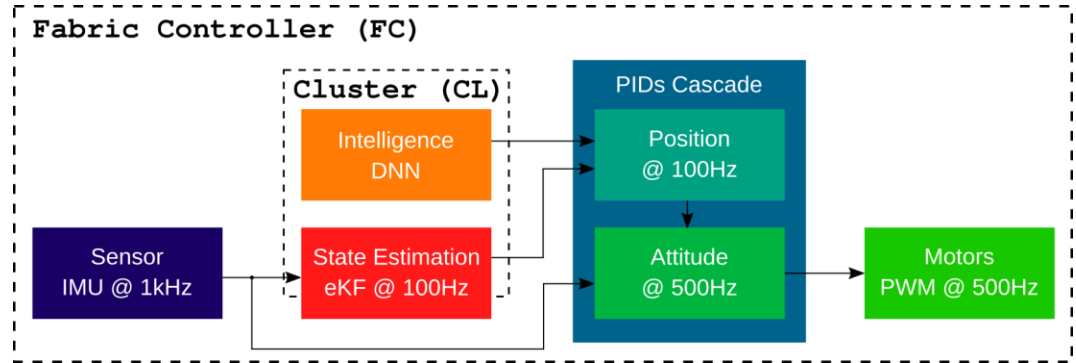 Fabric Controller (FC)
Cluster (CL)
Intelligence
DNN
PIDs Cascade
Position
@ 100Hz
Sensor
IMU @ 1kHz
State Estimation
eKF @ 100Hz
Attitude
@ 500Hz
Motors
PWM @ 500Hz